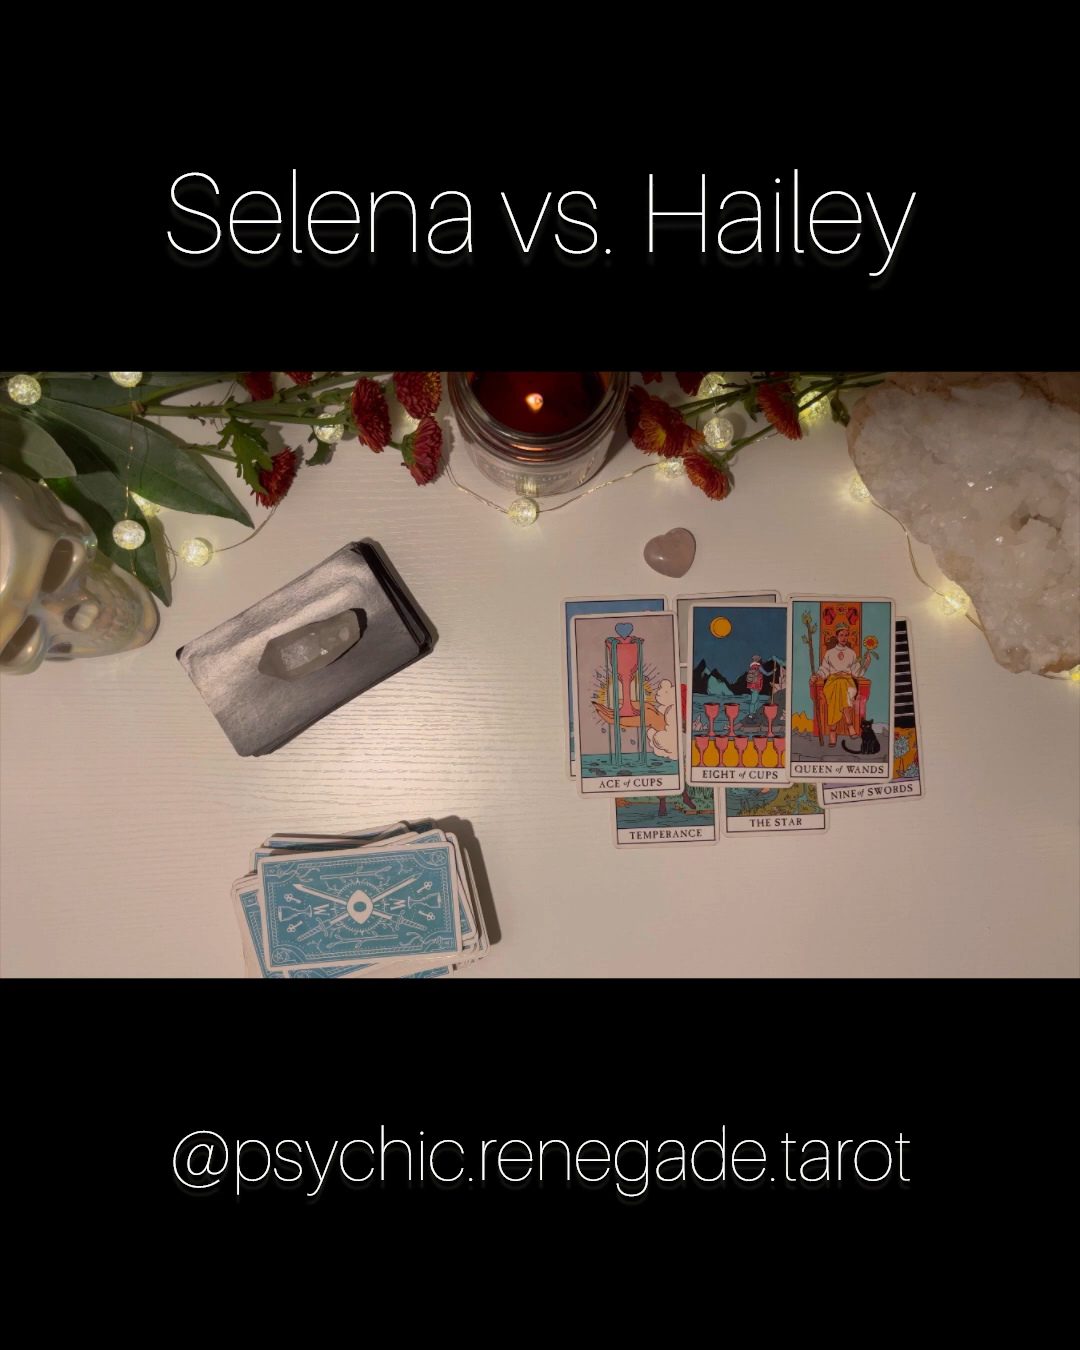 Selena vs. Hailey
ACE of CUPS
EIGHT of CUPS
QUEEN of WANDS
NINE of SWORDS
TEMPERANCE
THE STAR
@psychic.renegade.tarot